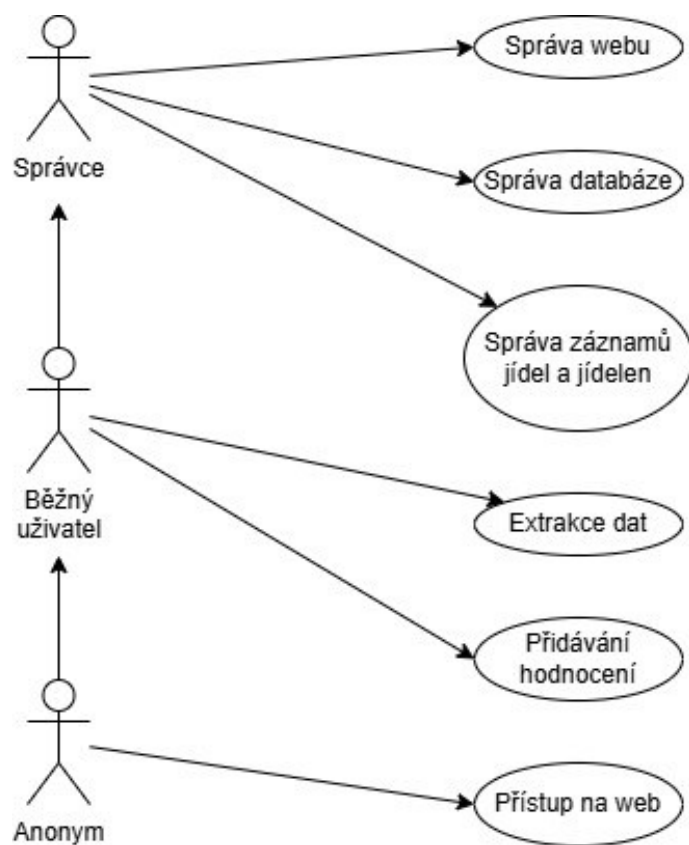 Správa webu
Správce
Správa databáze
Správa záznamů
jídel a jídelen
Běžný
uživatel
Extrakce dat
Přidávání
hodnocení
Přístup na web
Anonym